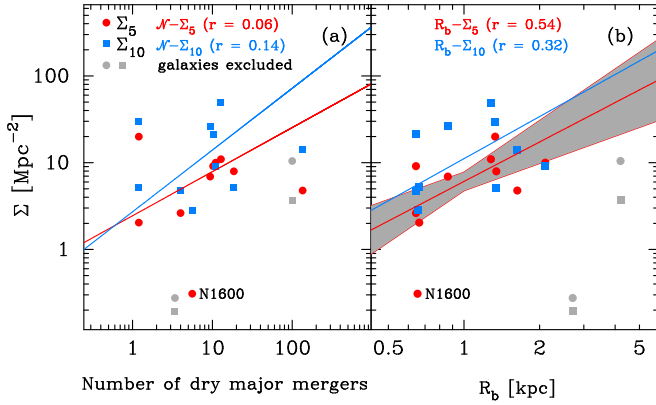 Σ5 𝒩−Σ5 (r = 0.06) (a)
Σ10 𝒩−Σ10 (r = 0.14)
galaxies excluded
Rb−Σ5 (r = 0.54) (b)
Rb−Σ10 (r = 0.32)
100
10
1
Σ [Mpc−2]
N1600
N1600
1 10 100
0.5 1 2 5
Number of dry major mergers
Rb [kpc]